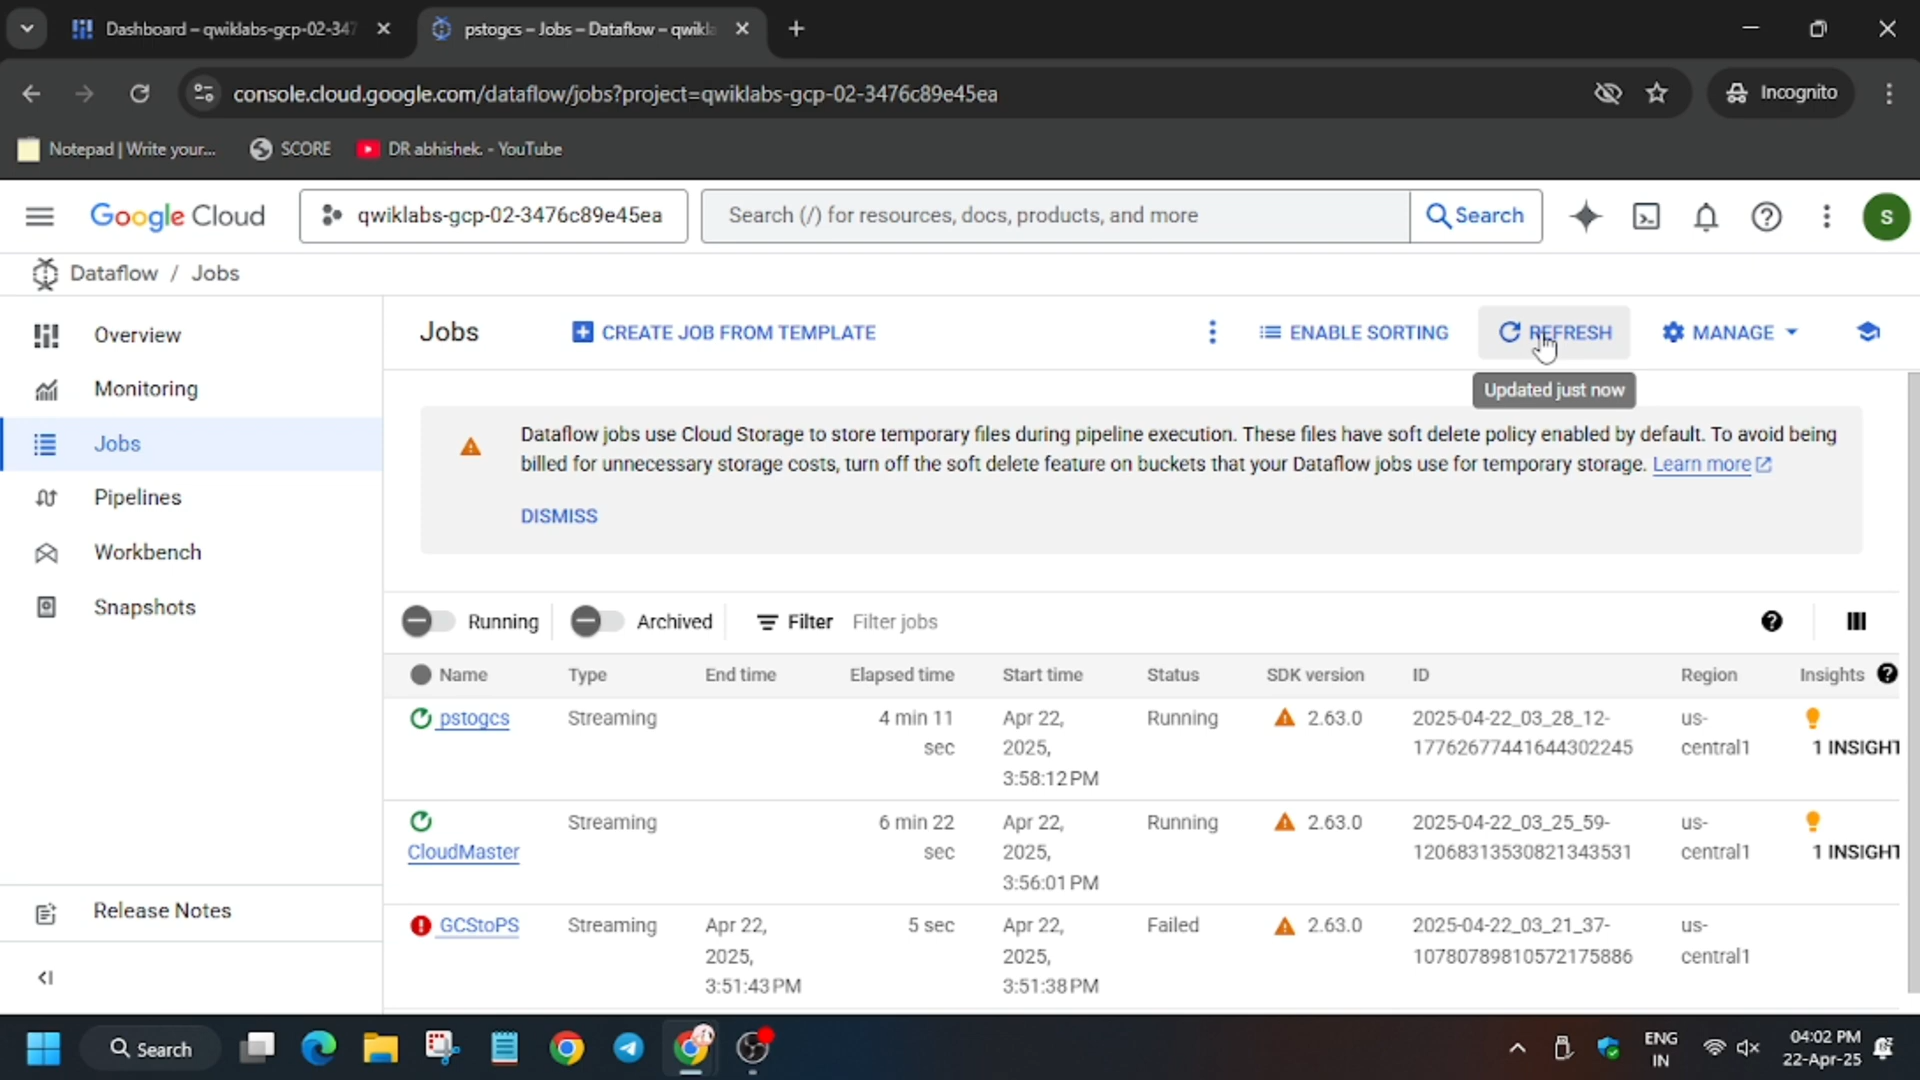 Dashboard – qwiklabs-gcp-02-347
pstogcs – Jobs – Dataflow – qwikla
console.cloud.google.com/dataflow/jobs?project=qwiklabs-gcp-02-3476c89e45ea
Incognito
Notepad | Write your...
SCORE
DR abhishek. - YouTube
Google Cloud
qwiklabs-gcp-02-3476c89e45ea
Search (/) for resources, docs, products, and more
Search
S
Dataflow / Jobs
Overview
Monitoring
Jobs
Pipelines
Workbench
Snapshots
Release Notes
Jobs
CREATE JOB FROM TEMPLATE
ENABLE SORTING
REFRESH
MANAGE
Updated just now
Dataflow jobs use Cloud Storage to store temporary files during pipeline execution. These files have soft delete policy enabled by default. To avoid being
billed for unnecessary storage costs, turn off the soft delete feature on buckets that your Dataflow jobs use for temporary storage. Learn more
DISMISS
Running
Archived
Filter
Filter jobs
Name Type End time Elapsed time Start time Status SDK version ID Region Insights
pstogcs Streaming 4 min 11 Apr 22, Running 2.63.0 2025-04-22_03_28_12- us-
sec 2025, 17762677441644302245 central1 1 INSIGHT
3:58:12 PM
Streaming 6 min 22 Apr 22, Running 2.63.0 2025-04-22_03_25_59- us-
CloudMaster sec 2025, 12068313530821343531 central1 1 INSIGHT
3:56:01 PM
GCStoPS Streaming Apr 22, 5 sec Apr 22, Failed 2.63.0 2025-04-22_03_21_37- us-
2025, 2025, 10780789810572175886 central1
3:51:43 PM 3:51:38 PM
Search
ENG
IN
04:02 PM
22-Apr-25